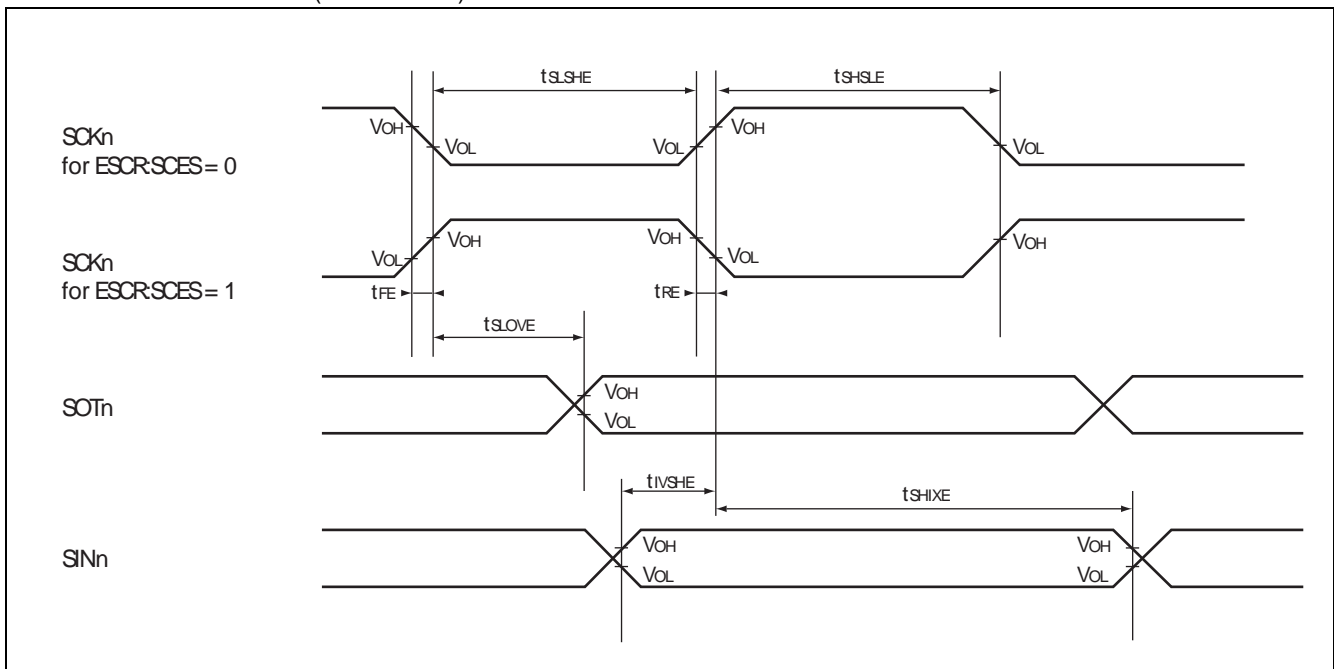 tSLSHE tSHSLE
VOH VOL VOL VOH VOL
SCKn
for ESCR:SCES = 0
VOL VOH VOH VOL VOH
SCKn
for ESCR:SCES = 1
tFE tRE
tSLOVE
SOTn
VOH
VOL
tIVSHE tSHIXE
SINn
VOH VOH
VOL VOL